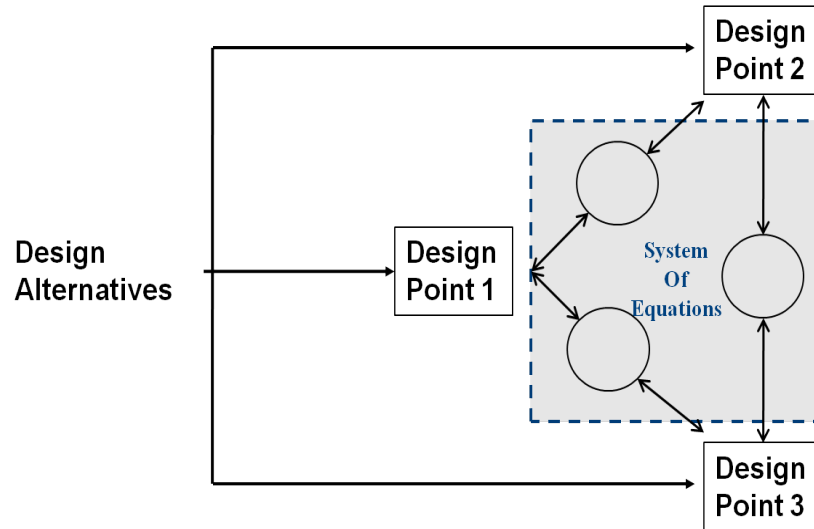 Design
Point 2
Design
Alternatives
Design
Point 1
System
Of
Equations
Design
Point 3